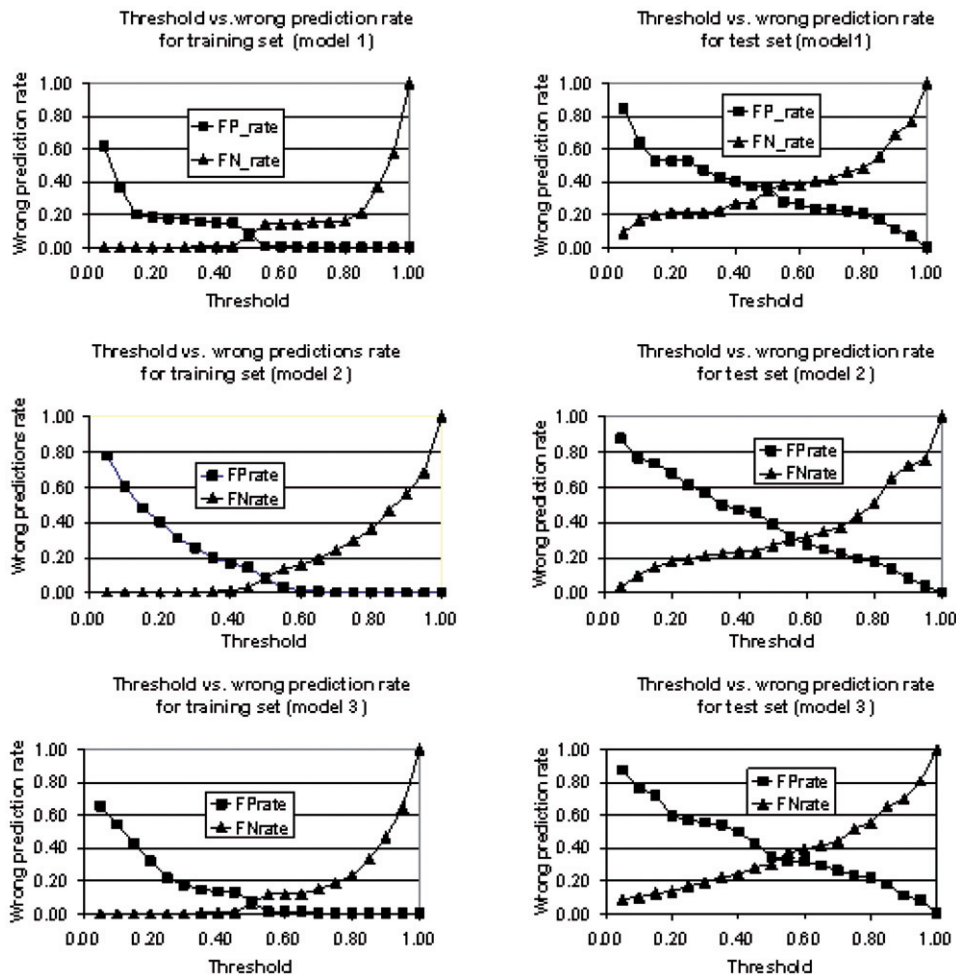 Threshold vs.wrong prediction rate
for training set (model 1)
Wrong prediction rate
1.00
0.80
0.60
0.40
0.20
0.00
FP_rate
FN_rate
0.00 0.20 0.40 0.60 0.80 1.00
Threshold
Threshold vs. wrong prediction rate
for test set (model1)
Wrong prediction rate
1.00
0.80
0.60
0.40
0.20
0.00
FP_rate
FN_rate
0.00 0.20 0.40 0.60 0.80 1.00
Treshold
Threshold vs. wrong predictions rate
for training set (model 2)
Wrong predictions rate
1.00
0.80
0.60
0.40
0.20
0.00
FPrate
FNrate
0.00 0.20 0.40 0.60 0.80 1.00
Threshold
Threshold vs. wrong prediction rate
for test set (model 2)
Wrong prediction rate
1.00
0.80
0.60
0.40
0.20
0.00
FPrate
FNrate
0.00 0.20 0.40 0.60 0.80 1.00
Threshold
Threshold vs. wrong prediction rate
for training set (model 3)
Wrong prediction rate
1.00
0.80
0.60
0.40
0.20
0.00
FPrate
FNrate
0.00 0.20 0.40 0.60 0.80 1.00
Threshold
Threshold vs. wrong prediction rate
for test set (model 3)
Wrong prediction rate
1.00
0.80
0.60
0.40
0.20
0.00
FPrate
FNrate
0.00 0.20 0.40 0.60 0.80 1.00
Threshold